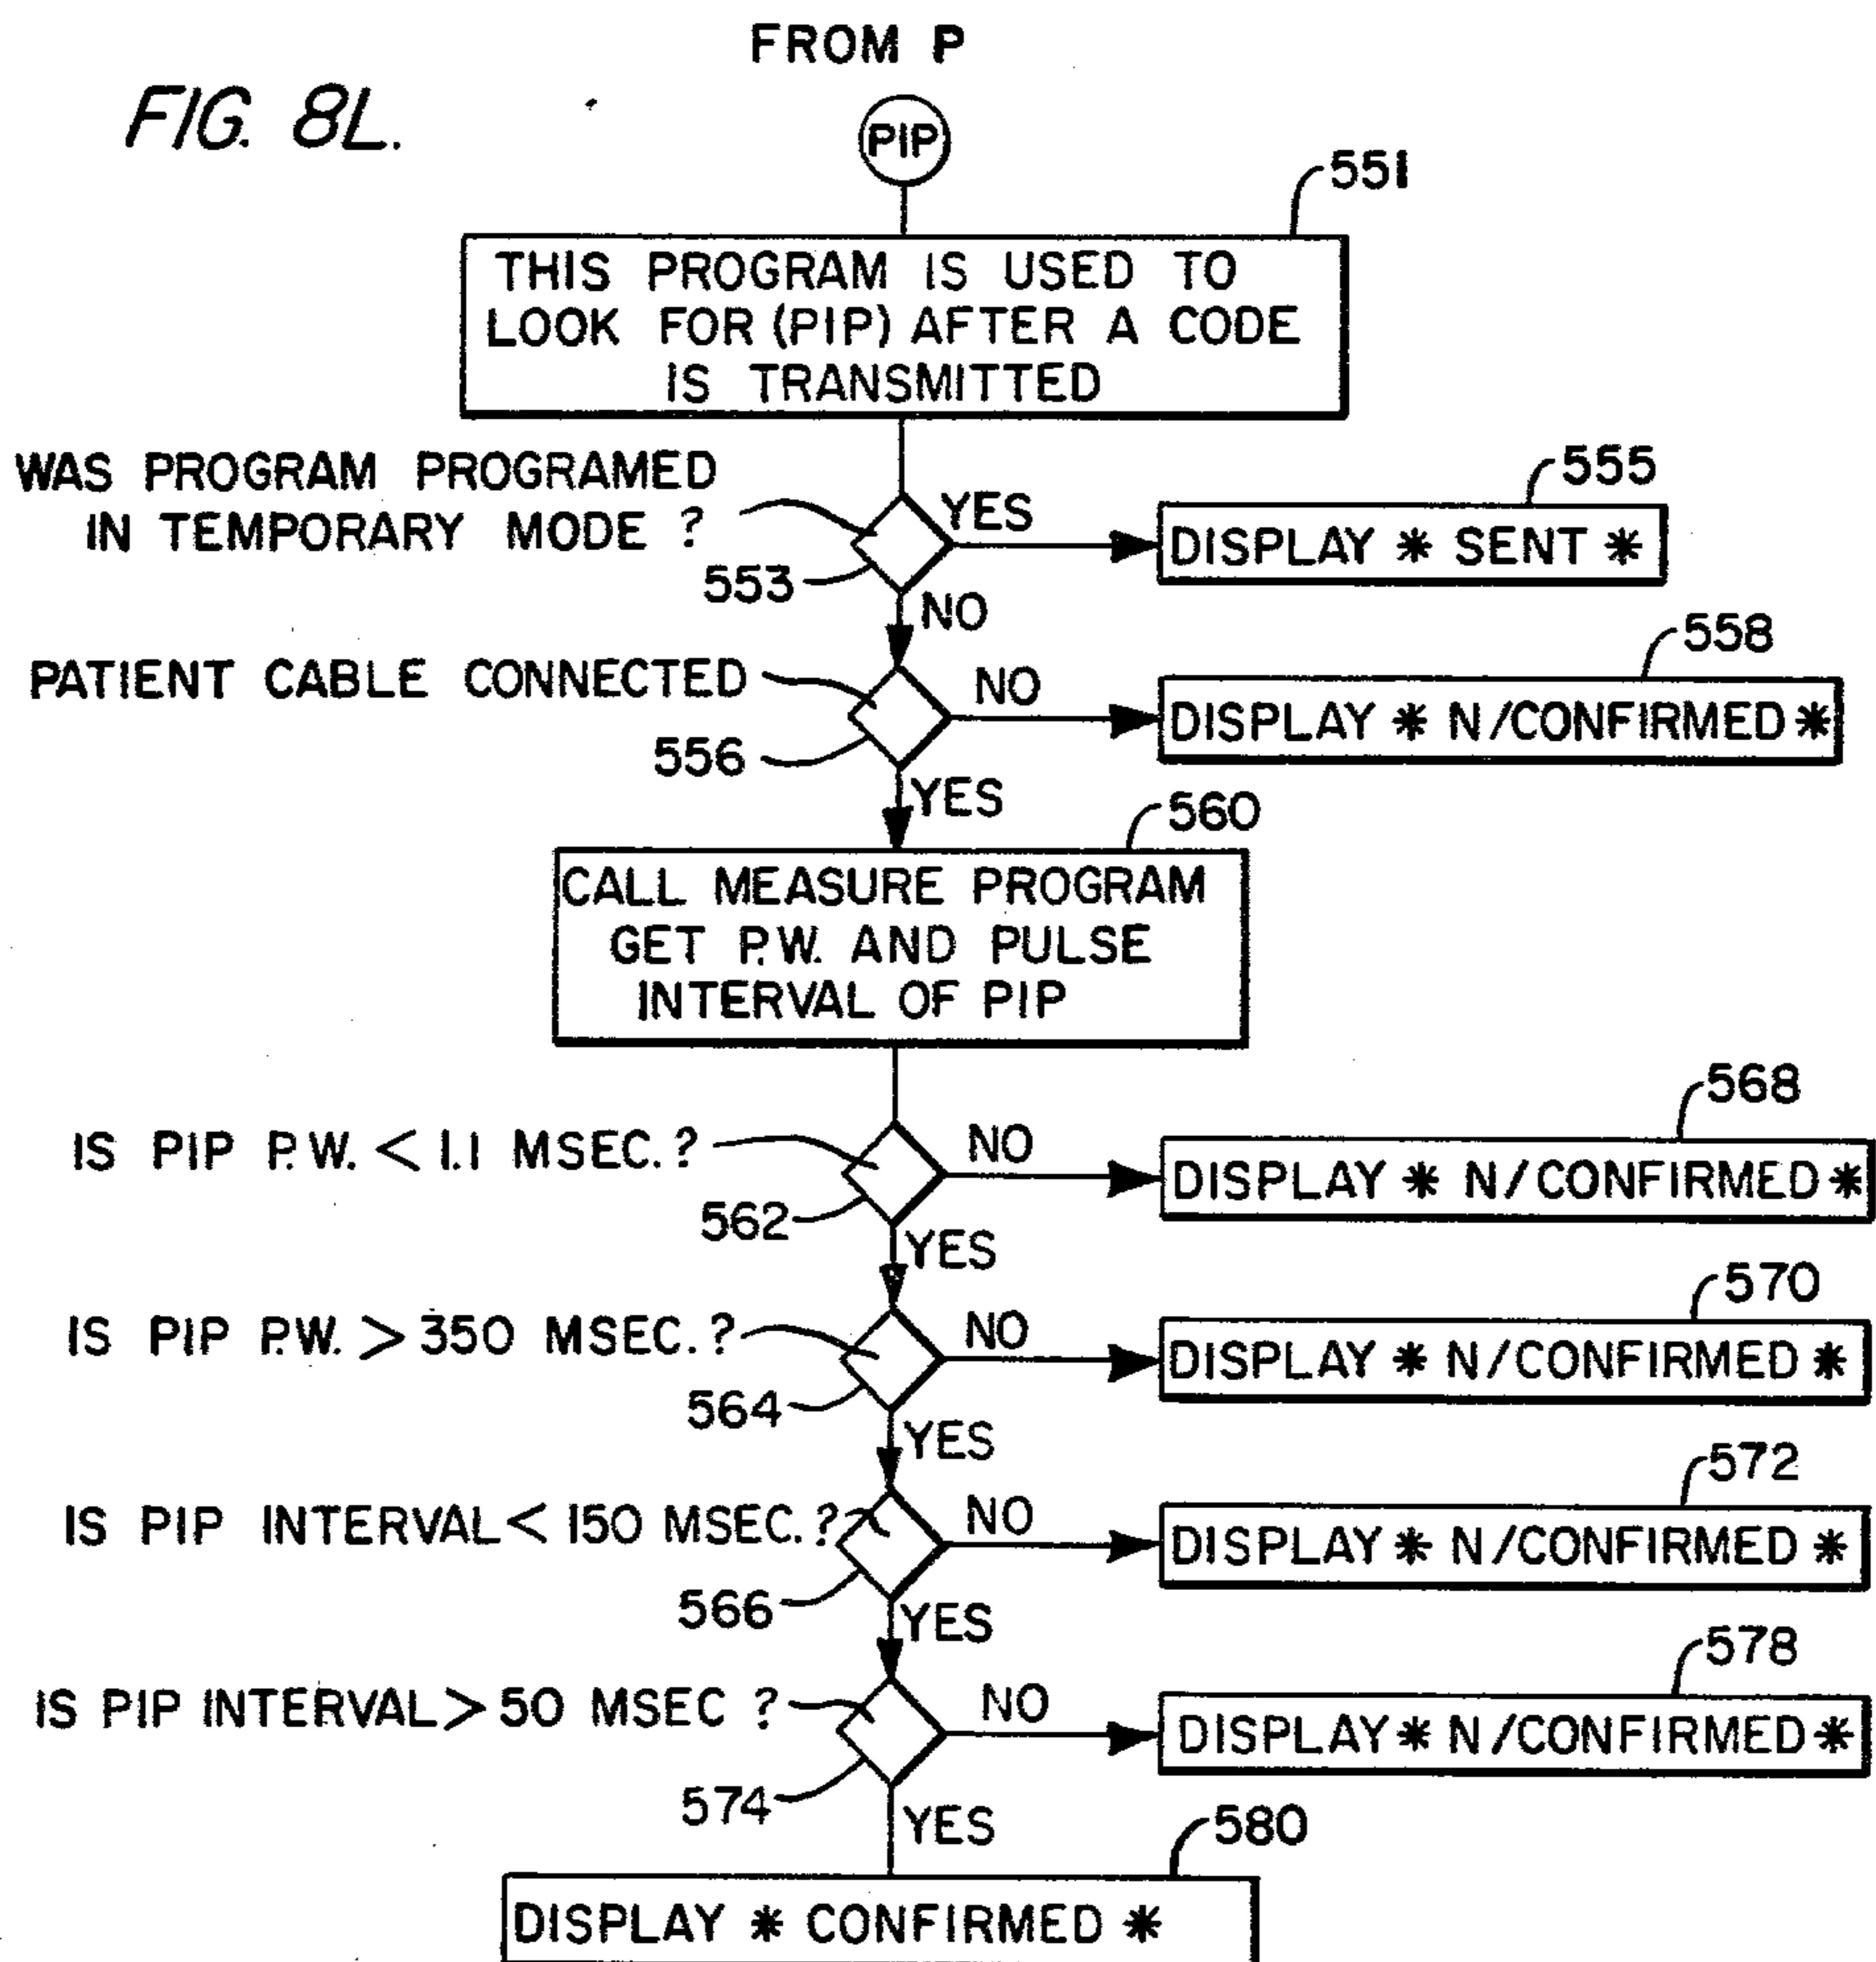 FROM P
FIG. 8L.
PIP
551
THIS PROGRAM IS USED TO
LOOK FOR (PIP) AFTER A CODE
IS TRANSMITTED
WAS PROGRAM PROGRAMED
IN TEMPORARY MODE ?
553
YES
555
DISPLAY * SENT *
NO
PATIENT CABLE CONNECTED
556
NO
558
DISPLAY * N/CONFIRMED *
YES
560
CALL MEASURE PROGRAM
GET P.W. AND PULSE
INTERVAL OF PIP
IS PIP P.W. < 1.1 MSEC. ?
562
NO
568
DISPLAY * N/CONFIRMED *
YES
IS PIP P.W. > 350 MSEC. ?
564
NO
570
DISPLAY * N/CONFIRMED *
YES
IS PIP INTERVAL < 150 MSEC. ?
566
NO
572
DISPLAY * N/CONFIRMED *
YES
IS PIP INTERVAL > 50 MSEC ?
574
NO
578
DISPLAY * N/CONFIRMED *
YES
580
DISPLAY * CONFIRMED *